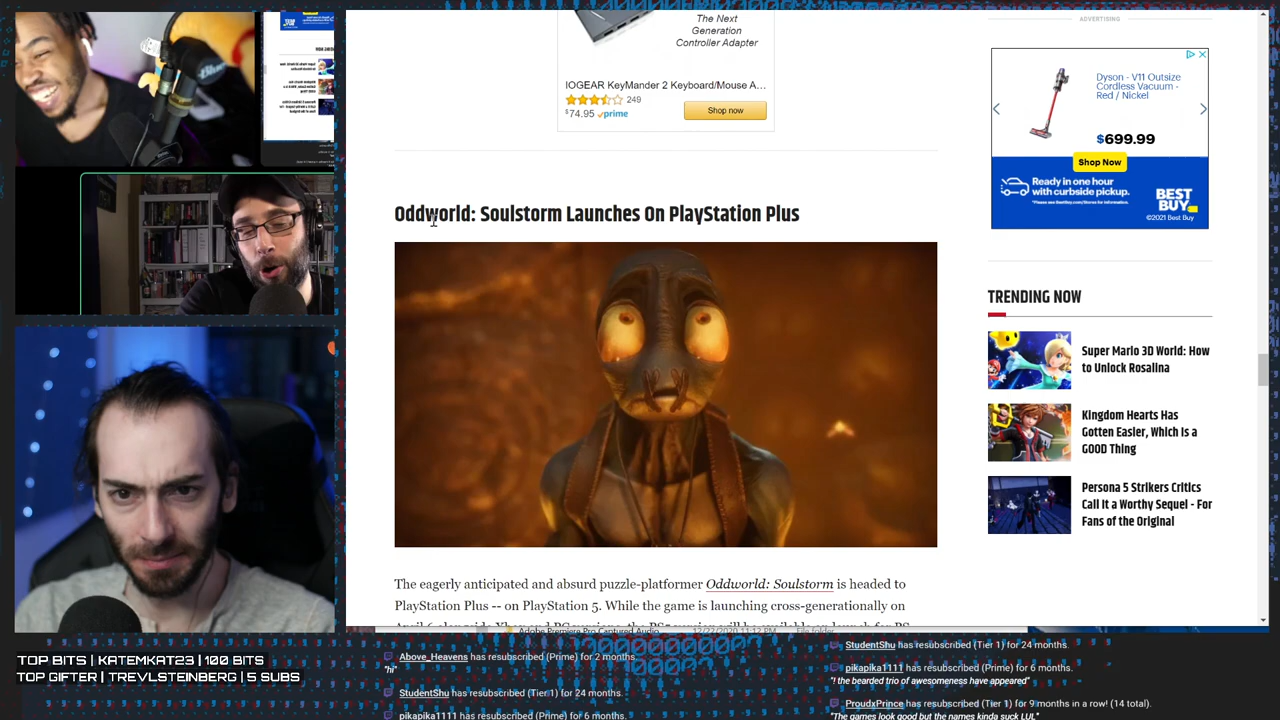 The Next
Generation
Controller Adapter
IOGEAR KeyMander 2 Keyboard/Mouse A...
249
$74.95 prime
Shop now
Oddworld: Soulstorm Launches On PlayStation Plus
The eagerly anticipated and absurd puzzle-platformer Oddworld: Soulstorm is headed to
PlayStation Plus -- on PlayStation 5. While the game is launching cross-generationally on
ADVERTISING
Dyson - V11 Outsize
Cordless Vacuum -
Red / Nickel
$699.99
Shop Now
Ready in one hour
with curbside pickup.
BEST
BUY
©2021 Best Buy
TRENDING NOW
Super Mario 3D World: How
to Unlock Rosalina
Kingdom Hearts Has
Gotten Easier, Which Is a
GOOD Thing
Persona 5 Strikers Critics
Call It a Worthy Sequel - For
Fans of the Original
TOP BITS | KATEMKAT23 | 100 BITS
TOP GIFTER | TREVLSTEINBERG | 5 SUBS
Above_Heavens has resubscribed (Prime) for 2 months.
"hi"
StudentShu has resubscribed (Tier 1) for 24 months.
pikapika1111 has resubscribed (Prime) for 6 months.
StudentShu has resubscribed (Tier 1) for 24 months.
pikapika1111 has resubscribed (Prime) for 6 months.
"! the bearded trio of awesomeness have appeared"
ProudxPrince has resubscribed (Tier 1) for 9 months in a row! (14 total).
"The games look good but the names kinda suck LUL"